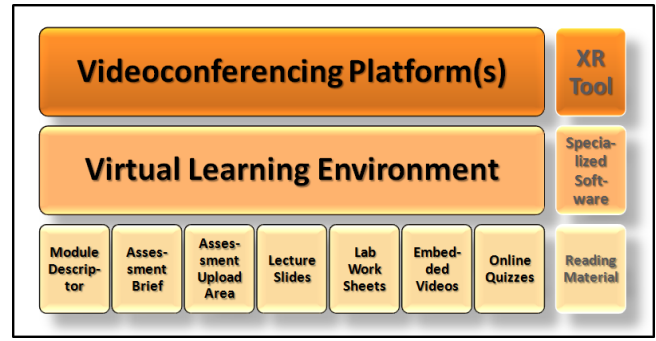 Videoconferencing Platform(s)
XR
Tool
Virtual Learning Environment
Specia-
lized
Soft-
ware
Module
Descrip-
tor
Asses-
sment
Brief
Asses-
sment
Upload
Area
Lecture
Slides
Lab
Work
Sheets
Embed-
ded
Videos
Online
Quizzes
Reading
Material